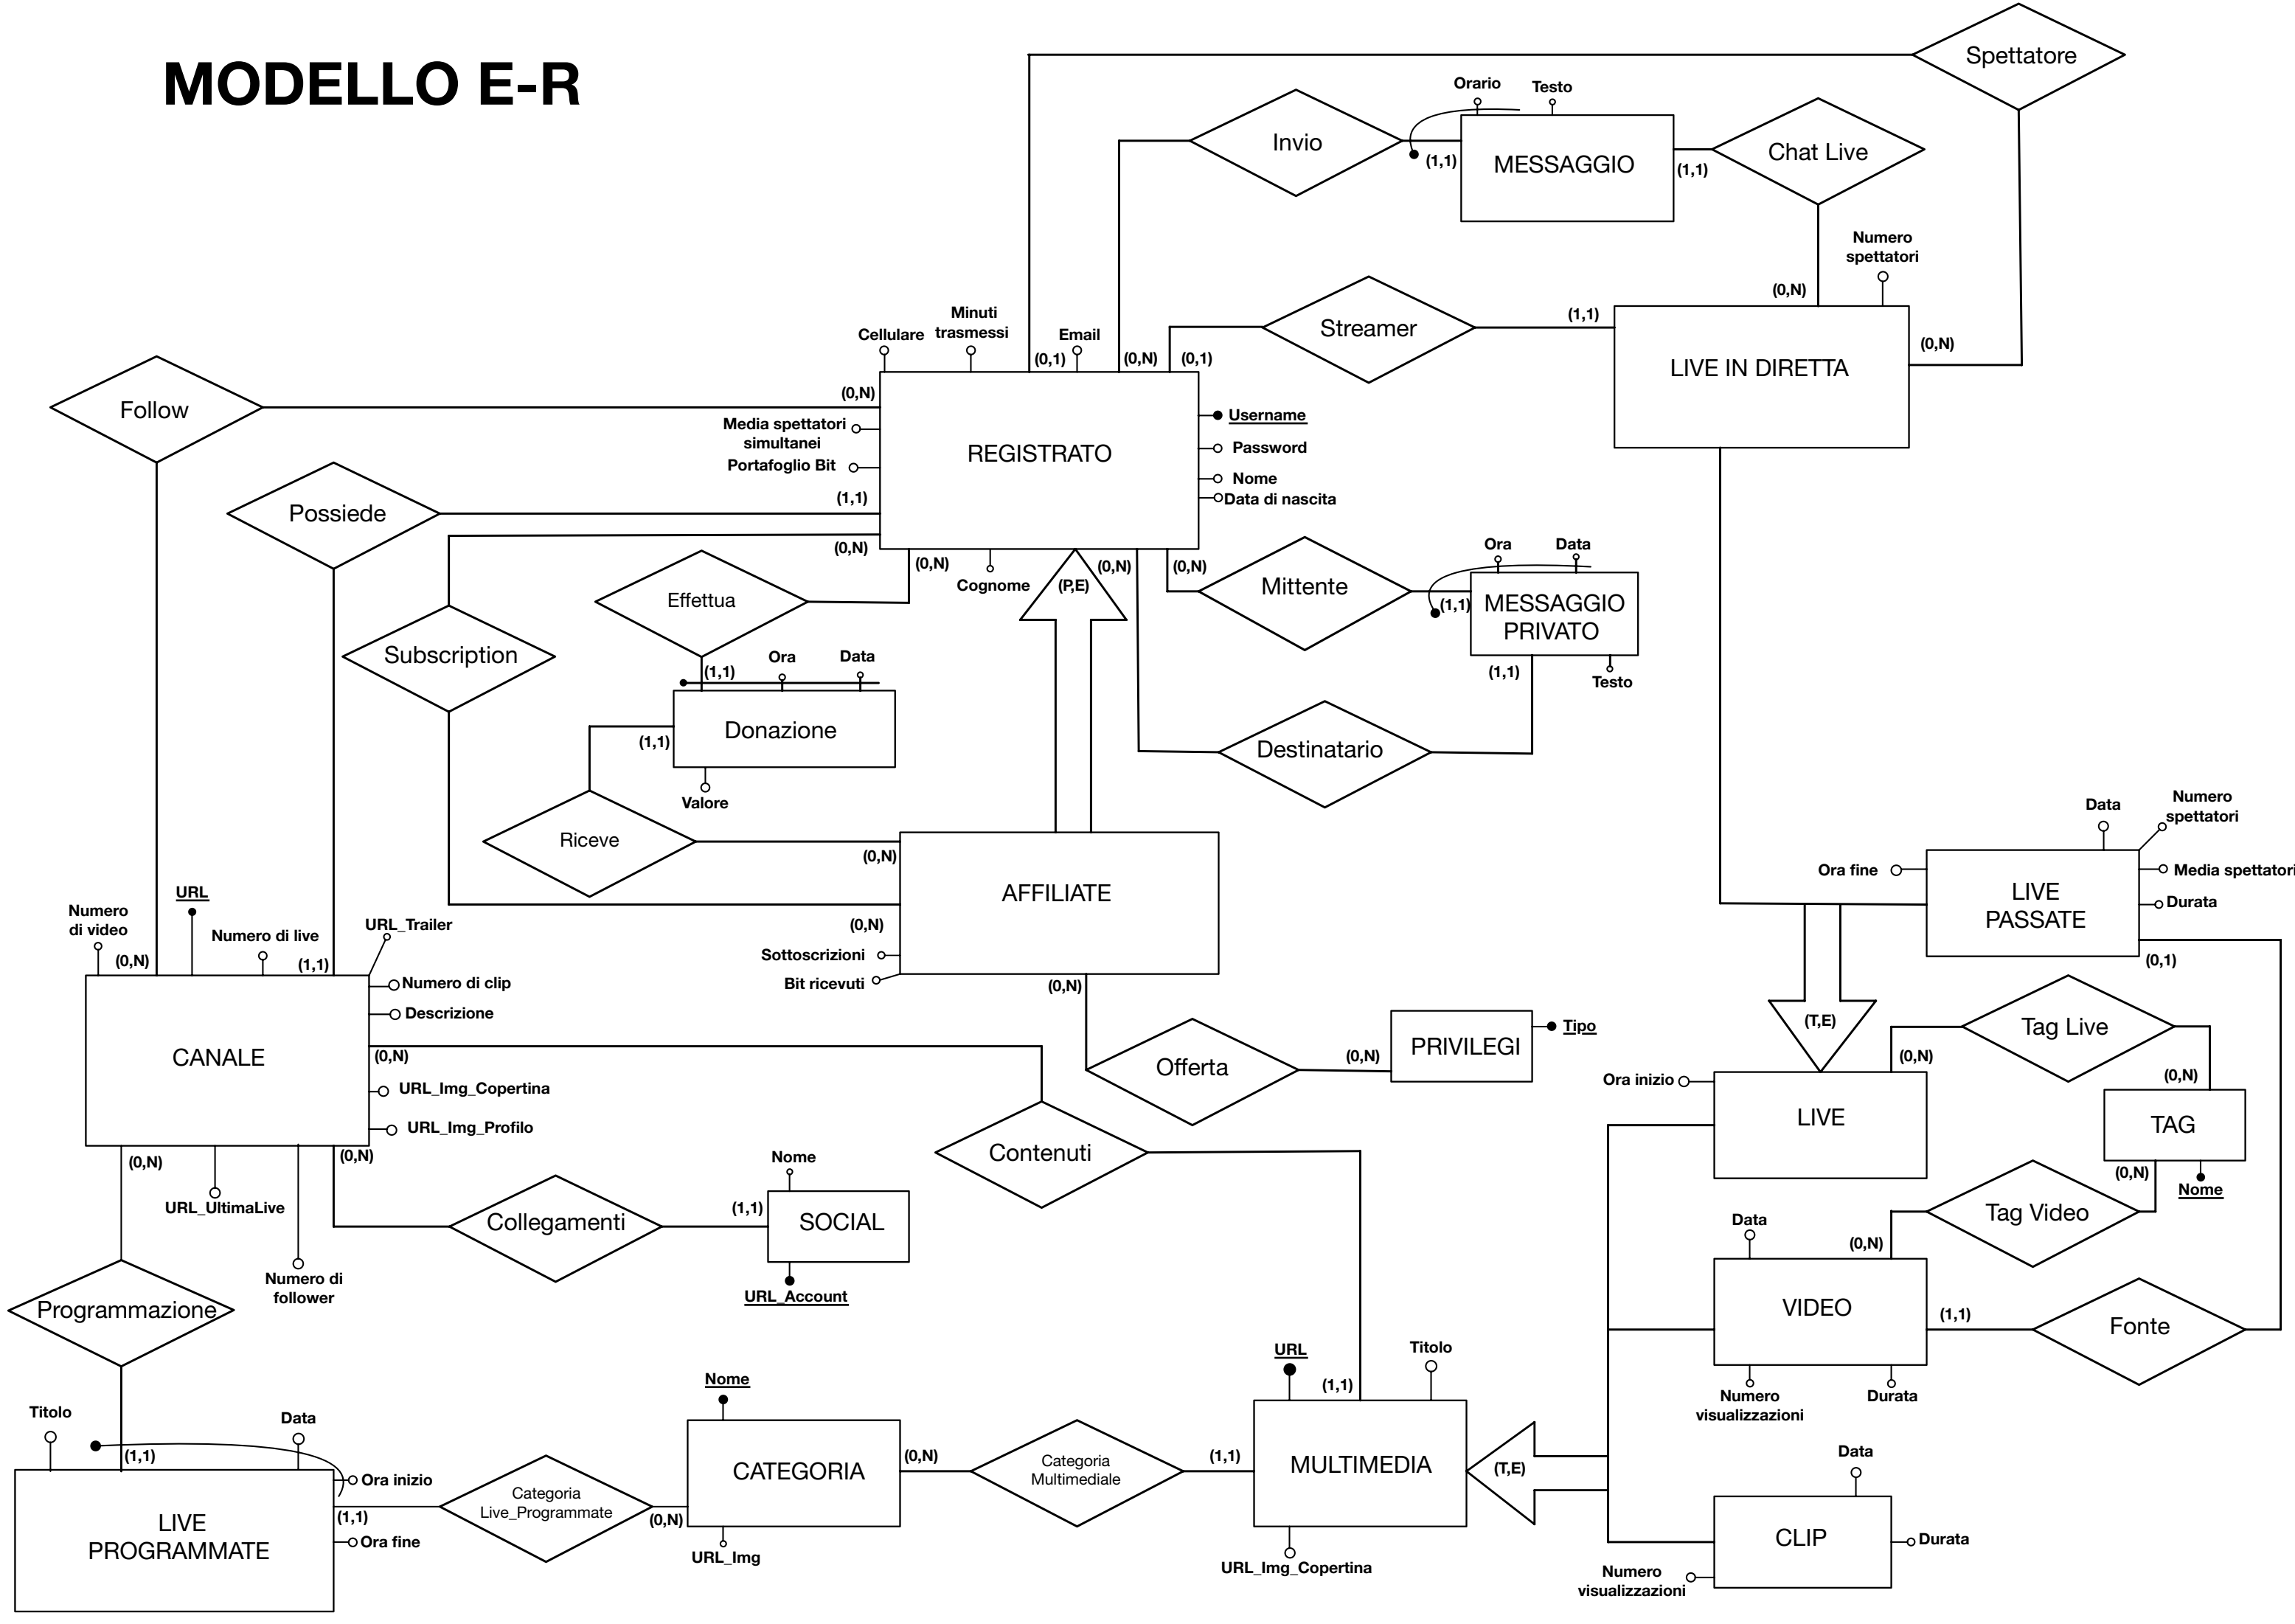 MODELLO E-R
Spettatore
Orario
Testo
Invio
(1,1)
MESSAGGIO
(1,1)
Chat Live
Numero
spettatori
(0,N)
Streamer
(1,1)
LIVE IN DIRETTA
(0,N)
Cellulare
Minuti
trasmessi
Email
(0,1)
(0,N)
(0,1)
Follow
(0,N)
Media spettatori
simultanei
Portafoglio Bit
REGISTRATO
Username
Password
Nome
Data di nascita
Possiede
(1,1)
(0,N)
(0,N)
Cognome
(P,E)
(0,N)
(0,N)
Effettua
Mittente
Ora
Data
(1,1)
MESSAGGIO
PRIVATO
(1,1)
Testo
Subscription
(1,1)
Ora
Data
Donazione
(1,1)
Valore
Destinatario
Riceve
(0,N)
AFFILIATE
(0,N)
Sottoscrizioni
Bit ricevuti
(0,N)
Data
Numero
spettatori
Ora fine
LIVE
PASSATE
Media spettatori
Durata
(0,1)
Numero
di video
URL
(0,N)
Numero di live
(1,1)
URL_Trailer
Numero di clip
Descrizione
CANALE
(0,N)
URL_Img_Copertina
URL_Img_Profilo
(0,N)
(0,N)
URL_UltimaLive
Numero di
follower
Offerta
(0,N)
PRIVILEGI
Tipo
(T,E)
Tag Live
(0,N)
(0,N)
Ora inizio
LIVE
TAG
(0,N)
Nome
Contenuti
Nome
Collegamenti
(1,1)
SOCIAL
URL_Account
Tag Video
Data
(0,N)
VIDEO
(1,1)
Fonte
Numero
visualizzazioni
Durata
Programmazione
Titolo
Data
(1,1)
Ora inizio
LIVE
PROGRAMMATE
(1,1)
Ora fine
Categoria
Live_Programmate
(0,N)
Nome
CATEGORIA
URL_Img
(0,N)
Categoria
Multimediale
(1,1)
URL
(1,1)
Titolo
MULTIMEDIA
URL_Img_Copertina
(T,E)
Data
CLIP
Durata
Numero
visualizzazioni